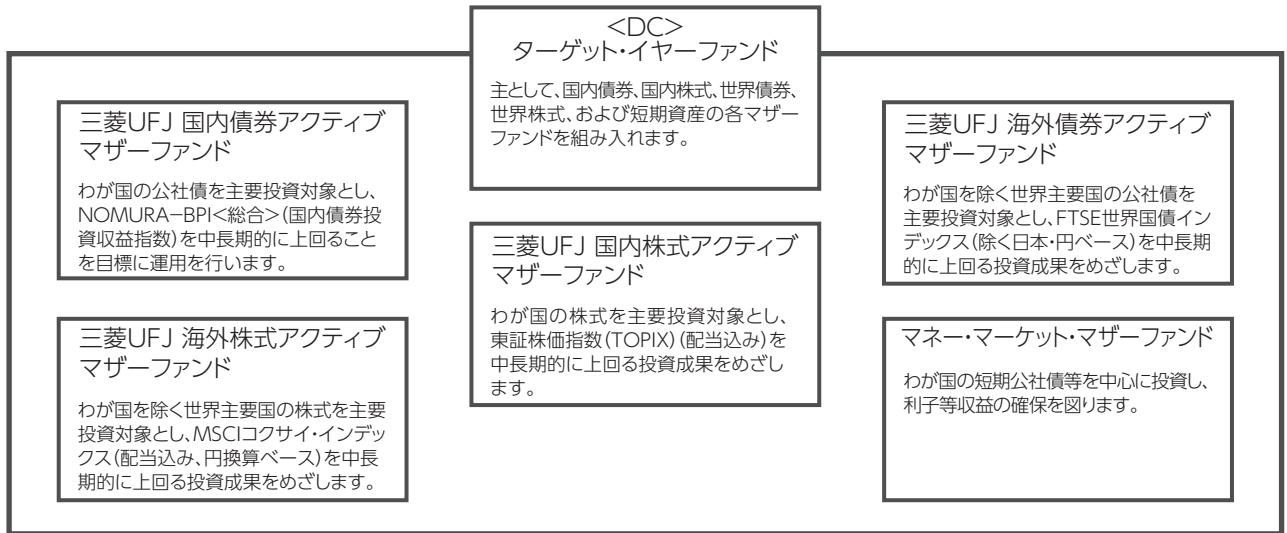 <DC>
ターゲット・イヤーファンド
主として、国内債券、国内株式、世界債券、
世界株式、および短期資産の各マザー
ファンドを組み入れます。
三菱UFJ 国内債券アクティブ
マザーファンド
わが国の公社債を主要投資対象とし、
NOMURA−BPI<総合>(国内債券投
資収益指数)を中長期的に上回ること
を目標に運用を行います。
三菱UFJ 海外株式アクティブ
マザーファンド
わが国を除く世界主要国の株式を主要
投資対象とし、MSCIコクサイ・インデッ
クス(配当込み、円換算ベース)を中長
期的に上回る投資成果をめざします。
三菱UFJ 国内株式アクティブ
マザーファンド
わが国の株式を主要投資対象とし、
東証株価指数(TOPIX)(配当込み)を
中長期的に上回る投資成果をめざし
ます。
三菱UFJ 海外債券アクティブ
マザーファンド
わが国を除く世界主要国の公社債を
主要投資対象とし、FTSE世界国債イン
デックス(除く日本・円ベース)を中長期
的に上回る投資成果をめざします。
マネー・マーケット・マザーファンド
わが国の短期公社債等を中心に投資し、
利子等収益の確保を図ります。